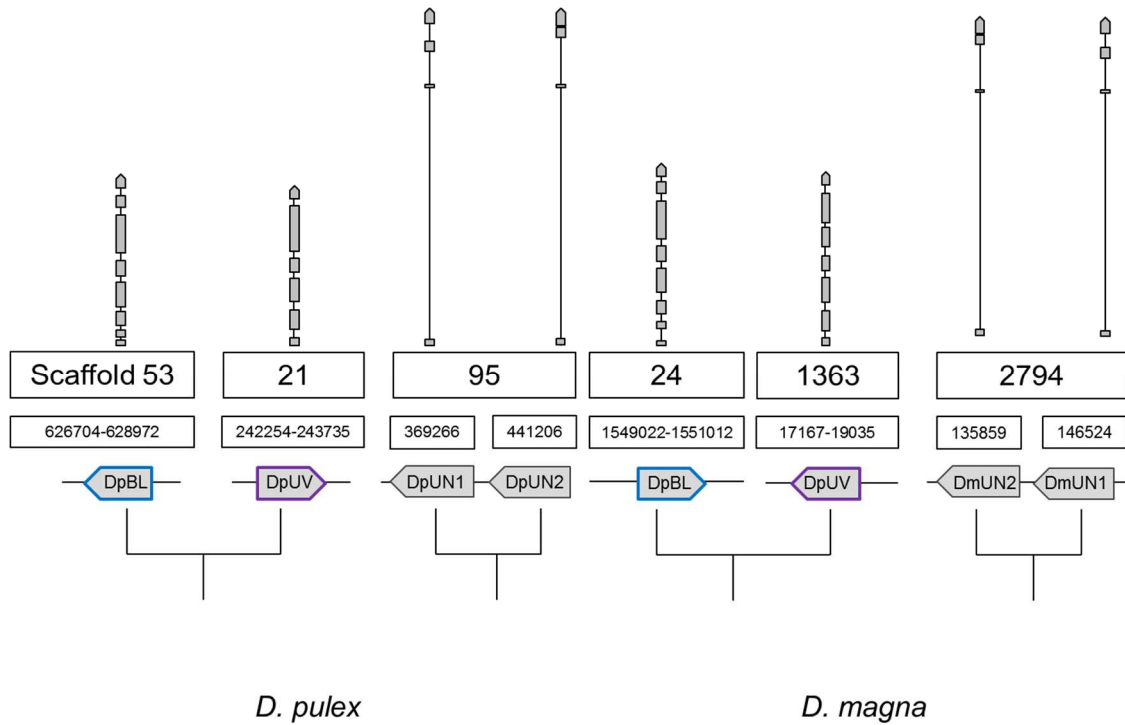 Scaffold 53 21 95 24 1363 2794
626704-628972 242254-243735 369266 441206 1549022-1551012 17167-19035 135859 146524
DpBL DpUV DpUN1 DpUN2 DpBL DpUV DmUN2 DmUN1
D. pulex D. magna